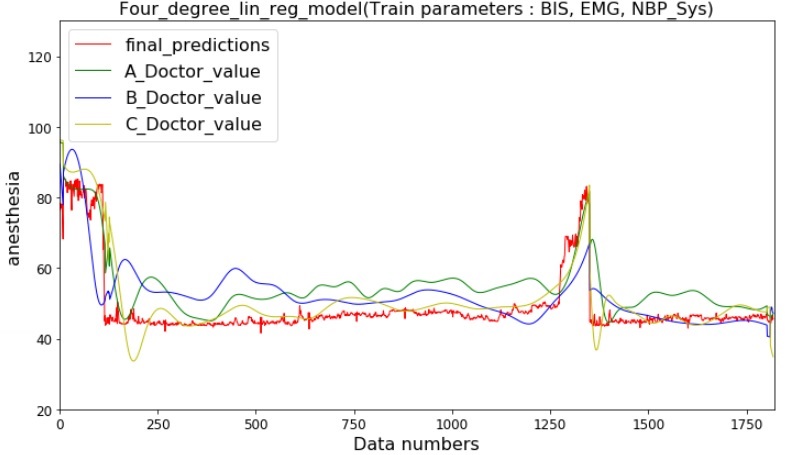 Four_degree_lin_reg_model(Train parameters : BIS, EMG, NBP_Sys)
final_predictions
A_Doctor_value
B_Doctor_value
C_Doctor_value
anesthesia
120
100
80
60
40
20
0 250 500 750 1000 1250 1500 1750
Data numbers